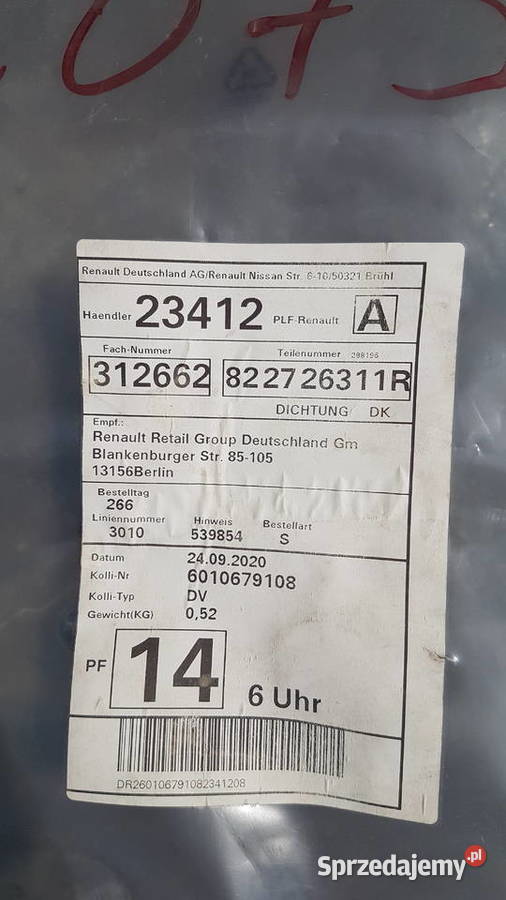 Renault Deutschland AG/Renault Nissan Str. 6-10/50321 Brühl
Haendler 23412 PLF-Renault A
Fach-Nummer Teilenummer 298196
312662 822726311R
DICHTUNG DK
Empf.:
Renault Retail Group Deutschland Gm
Blankenburger Str. 85-105
13156Berlin
Bestelltag
266
Liniennummer Hinweis Bestellart
3010 539854 S
Datum 24.09.2020
Kolli-Nr 6010679108
Kolli-Typ DV
Gewicht(KG) 0,52
PF 14 6 Uhr
DR260106791082341208
Sprzedajemy.pl